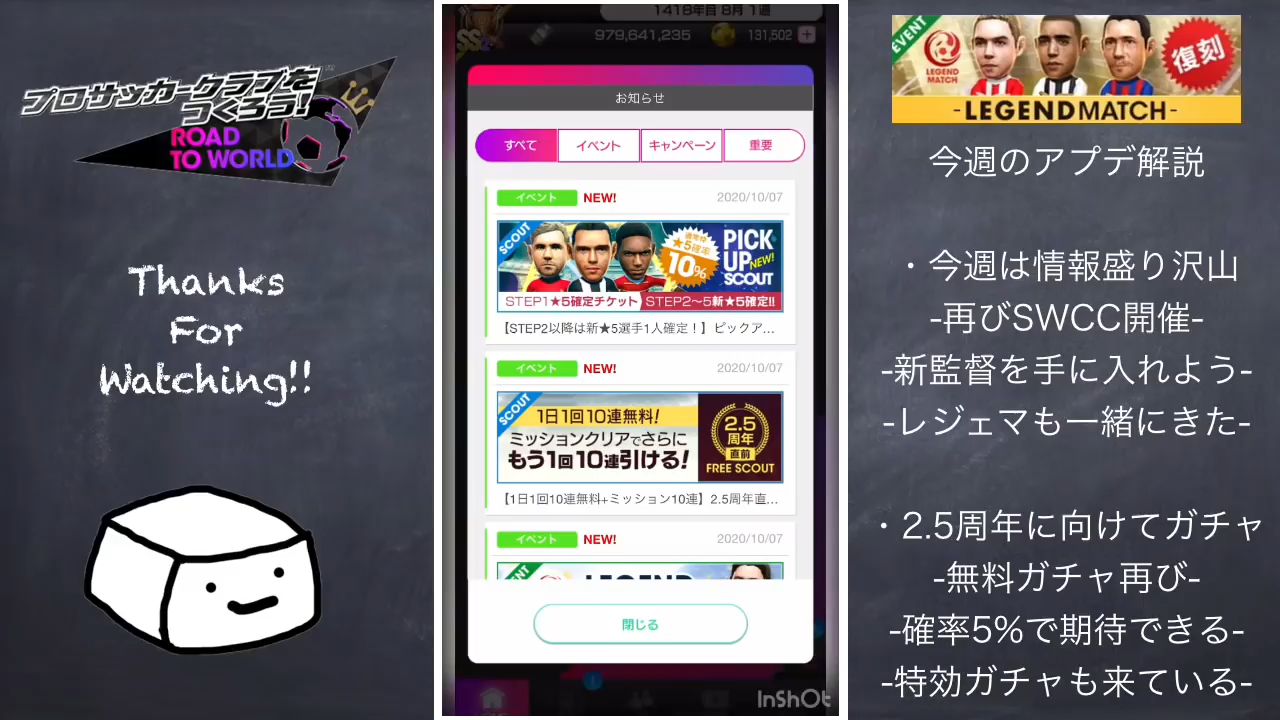 プロサッカークラブを
つくろう!
ROAD
TO WORLD
Thanks
For
Watching!!
1418年目 8月 1週
SS
979,641,235
131,502
お知らせ
すべて
イベント
キャンペーン
重要
イベント NEW! 2020/10/07
SCOUT
★5確率
10%
PICK
UP NEW!
SCOUT
STEP1★5確定チケット STEP2~5新★5確定!!
【STEP2以降は新★5選手1人確定!】ピックア...
イベント NEW! 2020/10/07
SCOUT
1日1回10連無料!
ミッションクリアでさらに
もう1回10連引ける!
2.5
周年
直前
FREE SCOUT
【1日1回10連無料+ミッション10連】2.5周年直...
イベント NEW! 2020/10/07
LEGEND
閉じる
InShOt
EVENT
LEGEND
MATCH
復刻
-LEGENDMATCH-
今週のアプデ解説
・今週は情報盛り沢山
-再びSWCC開催-
-新監督を手に入れよう-
-レジェマも一緒にきた-
・2.5周年に向けてガチャ
-無料ガチャ再び-
-確率5%で期待できる-
-特効ガチャも来ている-